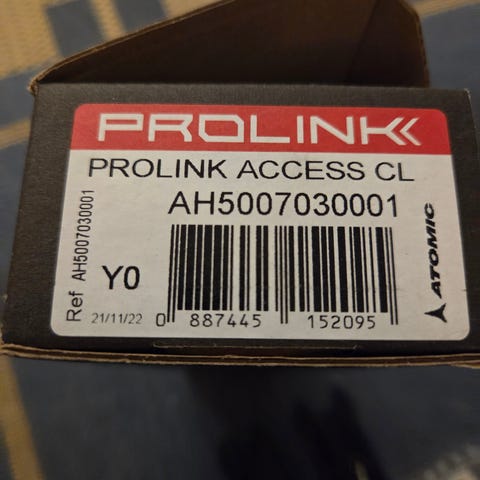 PROLINK
PROLINK ACCESS CL
AH5007030001
Ref AH5007030001
Y0
21/11/22
0 887445 152095
ATOMIC